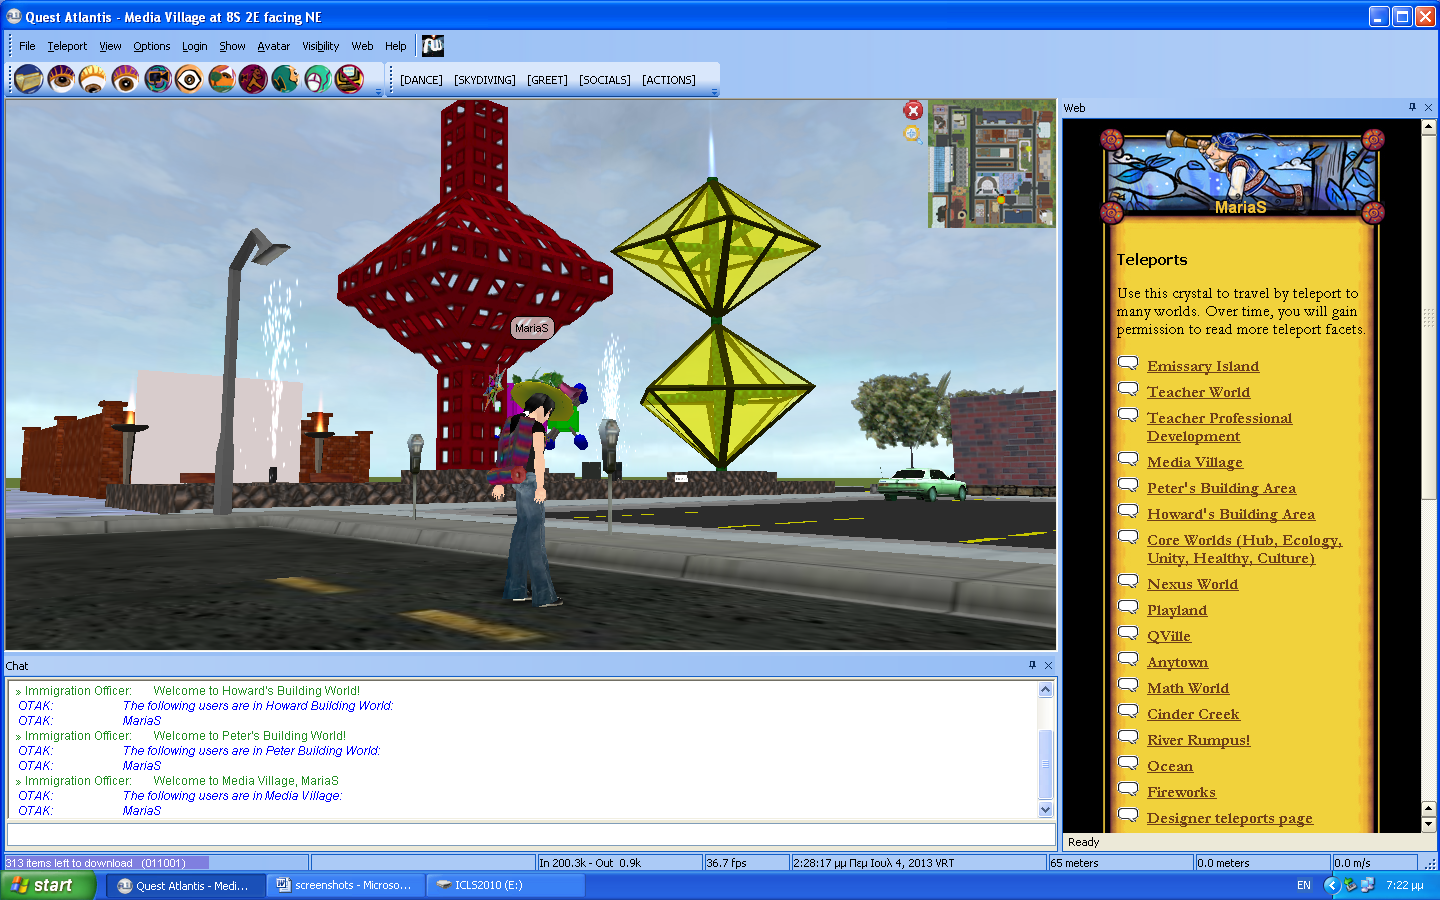 Quest Atlantis - Media Village at 8S 2E facing NE
File Teleport View Options Login Show Avatar Visibility Web Help
[DANCE] [SKYDIVING] [GREET] [SOCIALS] [ACTIONS]
MariaS
Web
MariaS
Teleports
Use this crystal to travel by teleport to
many worlds. Over time, you will gain
permission to read more teleport facets.
Emissary Island
Teacher World
Teacher Professional
Development
Media Village
Peter's Building Area
Howard's Building Area
Core Worlds (Hub, Ecology,
Unity, Healthy, Culture)
Nexus World
Playland
QVille
Anytown
Math World
Cinder Creek
River Rumpus!
Ocean
Fireworks
Designer teleports page
Ready
Chat
» Immigration Officer: Welcome to Howard's Building World!
OTAK: The following users are in Howard Building World:
OTAK: MariaS
» Immigration Officer: Welcome to Peter's Building World!
OTAK: The following users are in Peter Building World:
OTAK: MariaS
» Immigration Officer: Welcome to Media Village, MariaS
OTAK: The following users are in Media Village:
OTAK: MariaS
313 items left to download (011001) In 200.3k - Out 0.9k 36.7 fps 2:28:17 μμ Πεμ Ιουλ 4, 2013 VRT 65 meters 0.0 meters 0.0 m/s
start Quest Atlantis - Medi... screenshots - Microso... ICLS2010 (E:) EN 7:22 μμ